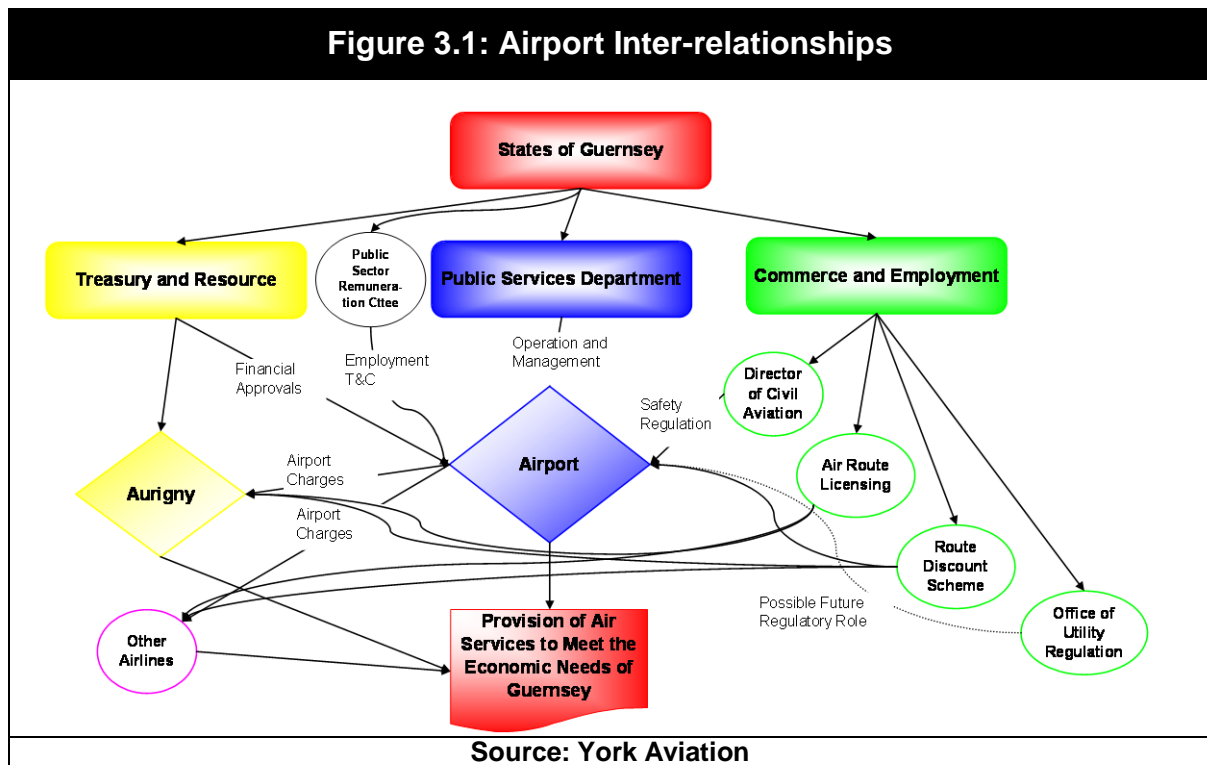 Figure 3.1: Airport Inter-relationships
States of Guernsey
Treasury and Resource
Public
Sector
Remunera-
tion Cttee
Public Services Department
Commerce and Employment
Financial
Approvals
Employment
T&C
Operation and
Management
Director
of Civil
Aviation
Safety
Regulation
Airport
Charges
Airport
Aurigny
Air Route
Licensing
Airport
Charges
Route
Discount
Scheme
Possible Future
Regulatory Role
Office of
Utility
Regulation
Other
Airlines
Provision of Air
Services to Meet the
Economic Needs of
Guernsey
Source: York Aviation